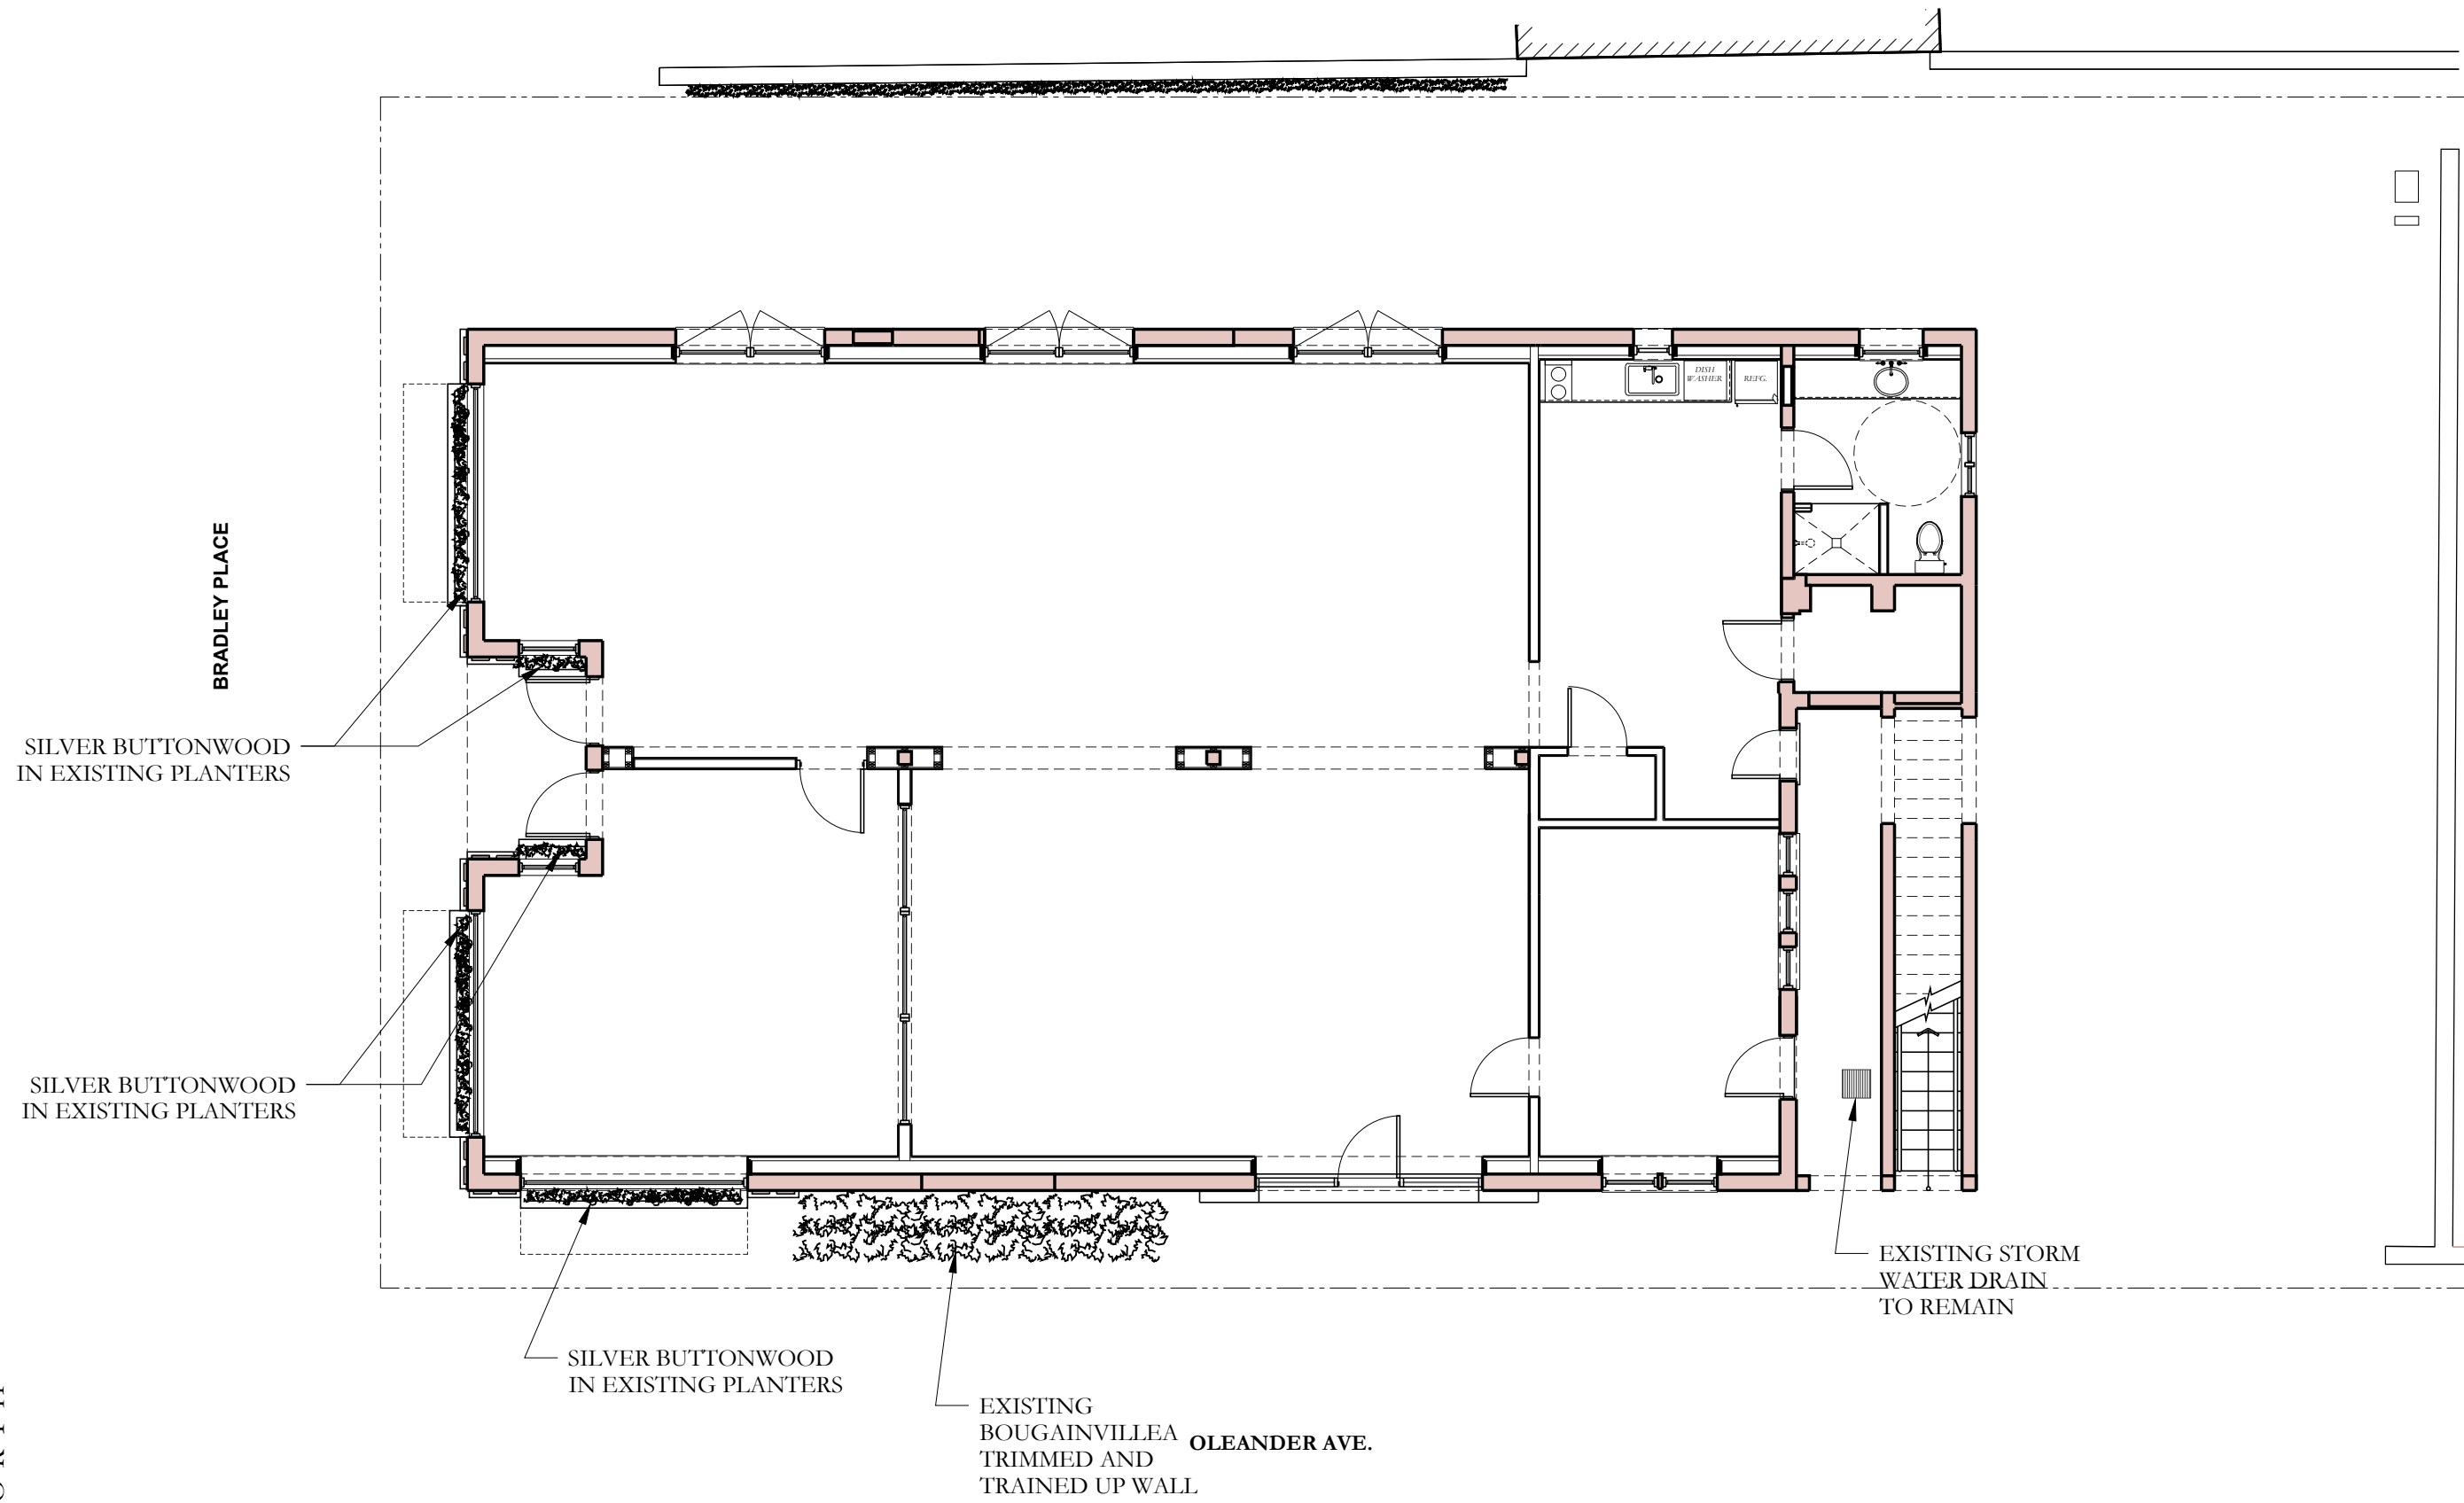 DISH
WASHER
REFG.
BRADLEY PLACE
SILVER BUTTONWOOD
IN EXISTING PLANTERS
SILVER BUTTONWOOD
IN EXISTING PLANTERS
EXISTING STORM
WATER DRAIN
TO REMAIN
SILVER BUTTONWOOD
IN EXISTING PLANTERS
EXISTING
BOUGAINVILLEA
TRIMMED AND
TRAINED UP WALL
OLEANDER AVE.